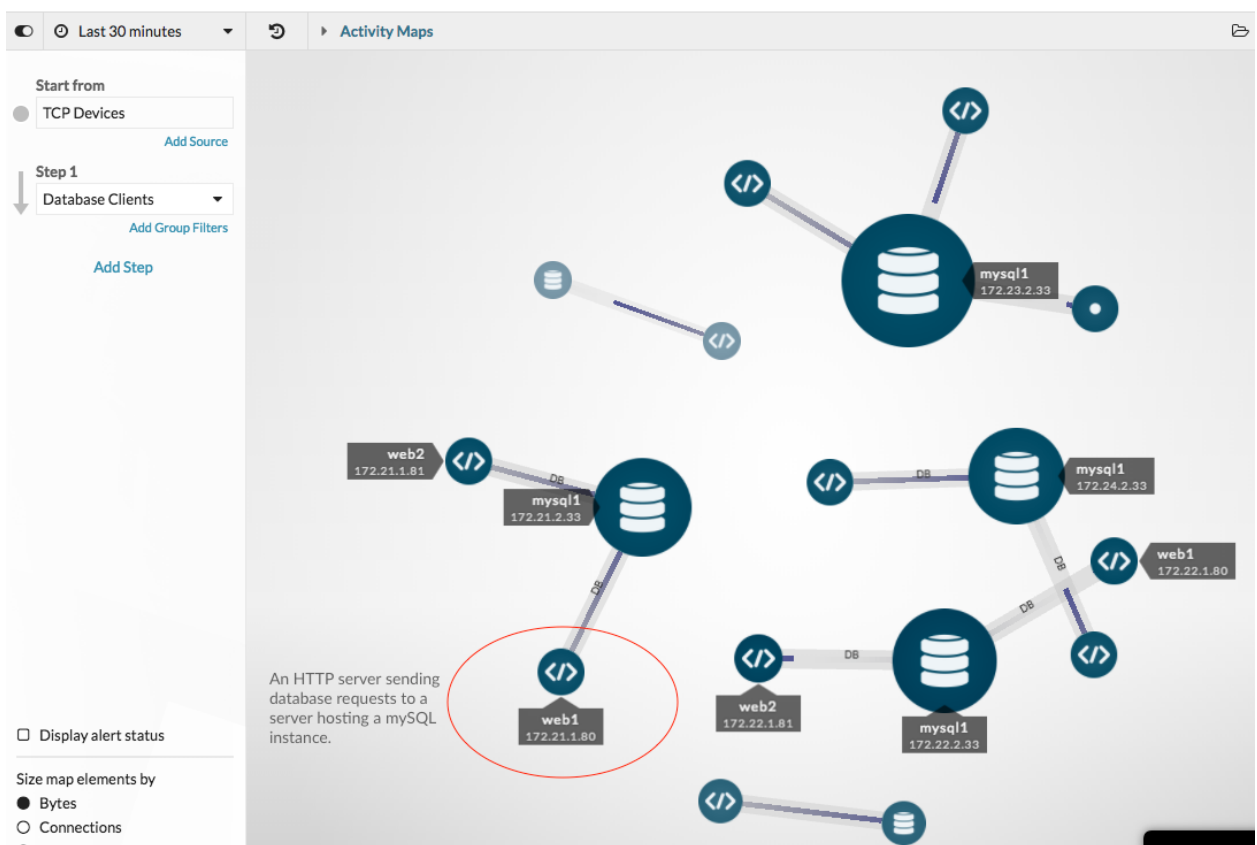 Last 30 minutes
Activity Maps
Start from
TCP Devices
Add Source
Step 1
Database Clients
Add Group Filters
Add Step
mysql1
172.23.2.33
web2
172.21.1.81
DB
mysql1
172.21.2.33
DB
DB
mysql1
172.24.2.33
DB
web1
172.22.1.80
DB
DB
An HTTP server sending
database requests to a
server hosting a mySQL
instance.
web1
172.21.1.80
web2
172.22.1.81
mysql1
172.22.2.33
Display alert status
Size map elements by
Bytes
Connections